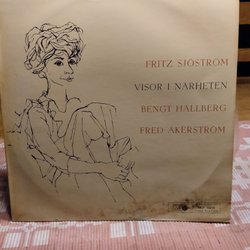 FRITZ SJÖSTRÖM
VISOR I NÄRHETEN
BENGT HALLBERG
FRED ÅKERSTRÖM